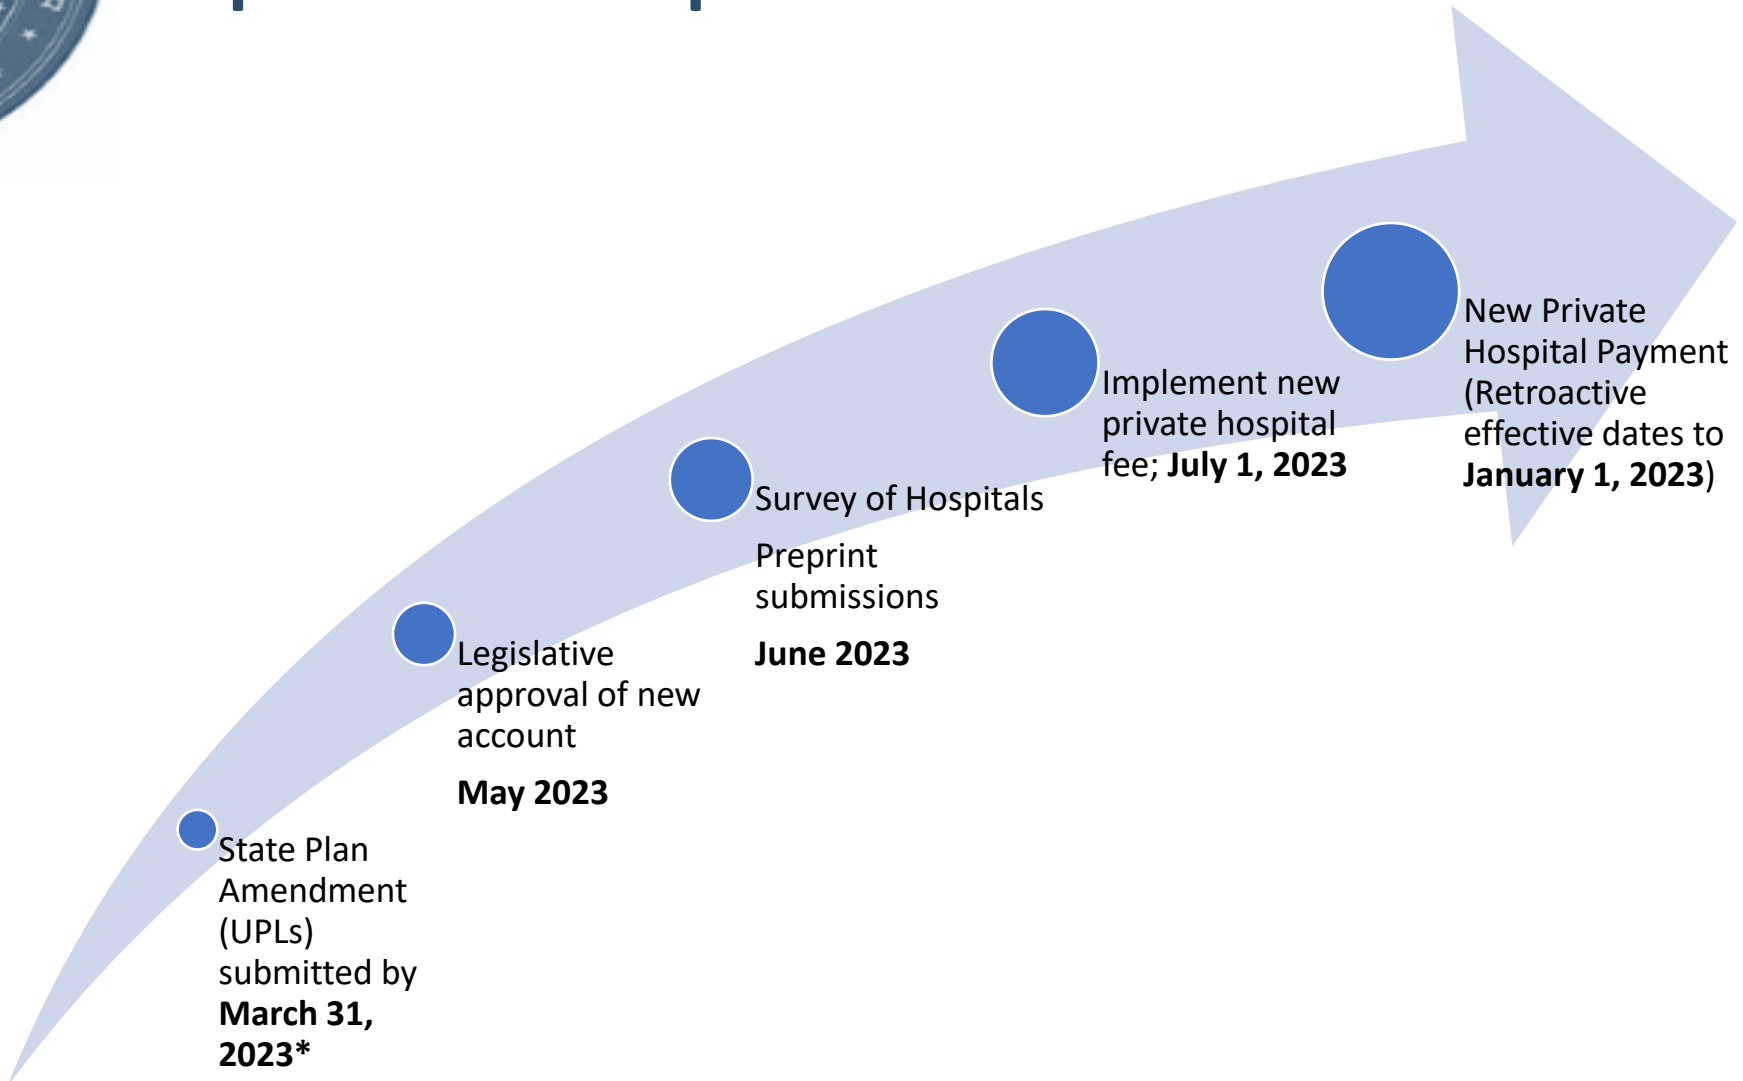 State Plan
Amendment
(UPLs)
submitted by
March 31,
2023*
Legislative
approval of new
account
May 2023
Survey of Hospitals
Preprint
submissions
June 2023
Implement new
private hospital
fee; July 1, 2023
New Private
Hospital Payment
(Retroactive
effective dates to
January 1, 2023)